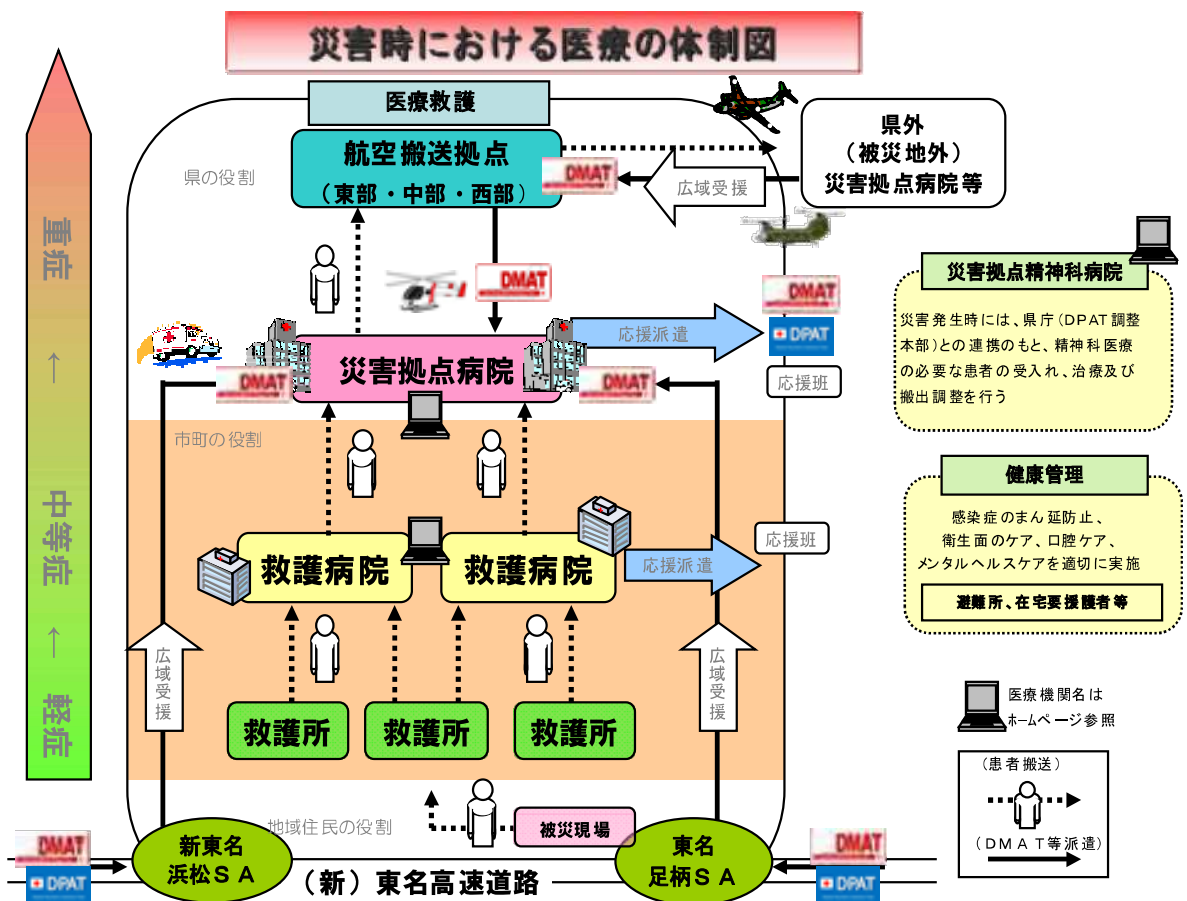 災害時における医療の体制図
医療救護
航空搬送拠点
（東部・中部・西部）
DMAT
広域受援
県外
（被災地外）
災害拠点病院等
県の役割
重症
←
中等症
←
軽症
DMAT
災害拠点病院
DMAT
DMAT
応援派遣
DMAT
DPAT
応援班
災害拠点精神科病院
災害発生時には、県庁（DPAT調整
本部）との連携のもと、精神科医療
の必要な患者の受入れ、治療及び
搬出調整を行う
市町の役割
救護病院
救護病院
応援派遣
応援班
健康管理
感染症のまん延防止、
衛生面のケア、口腔ケア、
メンタルヘルスケアを適切に実施
避難所、在宅要援護者等
広域受援
広域受援
救護所
救護所
救護所
医療機関名は
ホームページ参照
（患者搬送）
（DMAT等派遣）
地域住民の役割
被災現場
DMAT
DPAT
新東名
浜松SA
（新）東名高速道路
東名
足柄SA
DMAT
DPAT